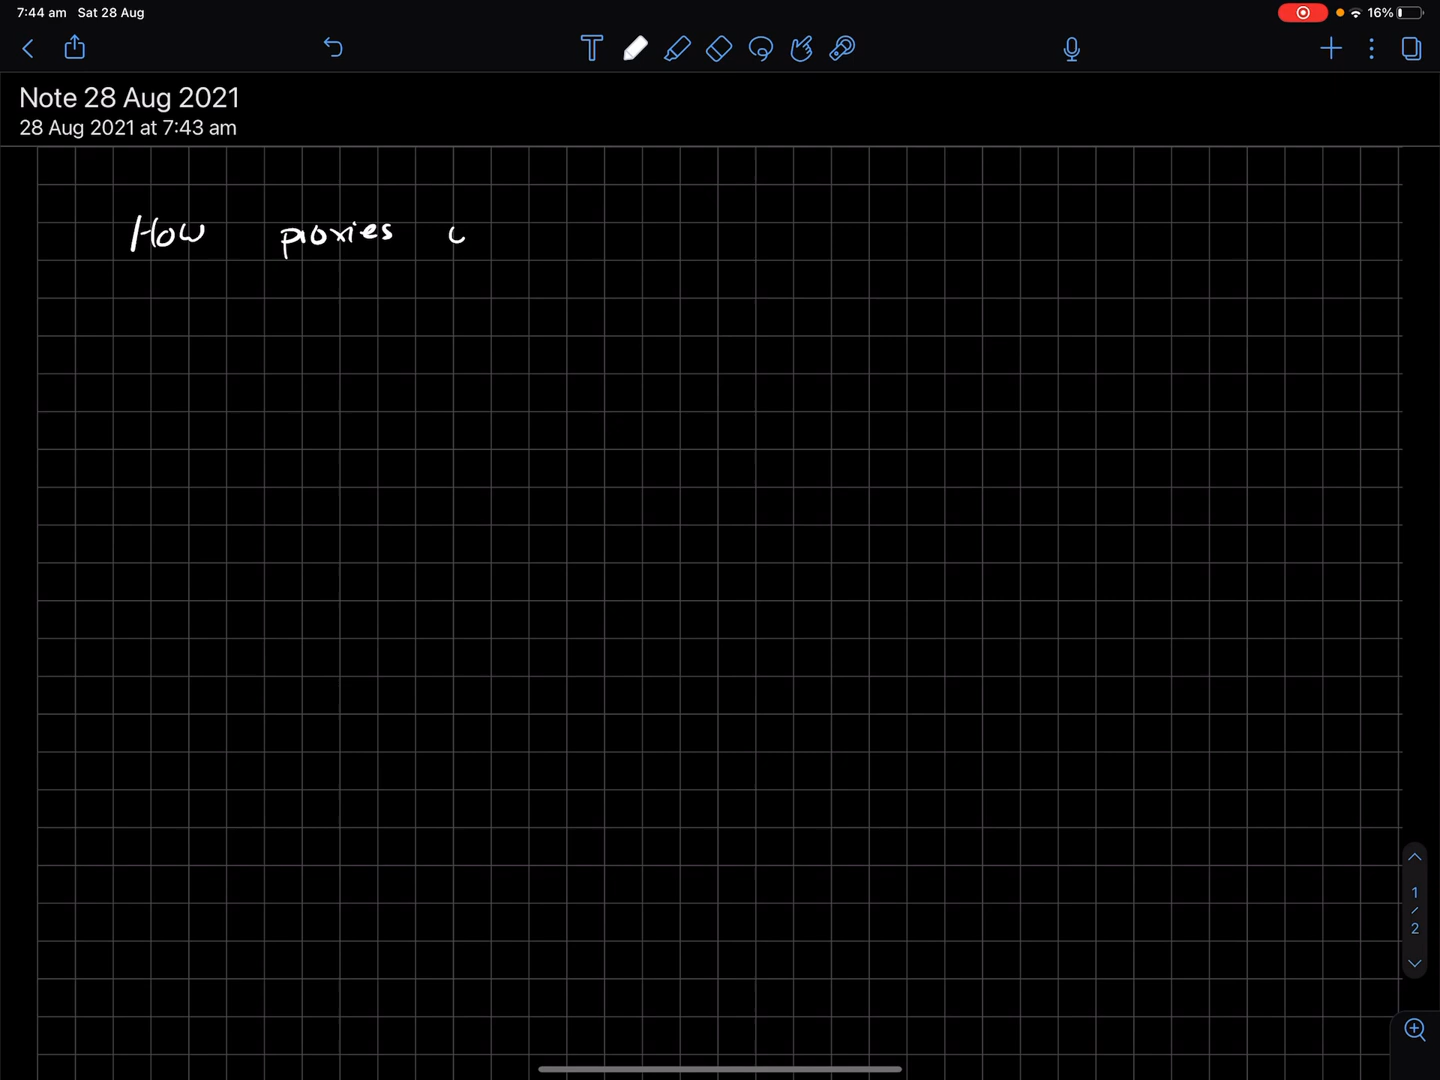 7:44 am Sat 28 Aug
16%
T
Note 28 Aug 2021
28 Aug 2021 at 7:43 am
How proxies
1
/
2